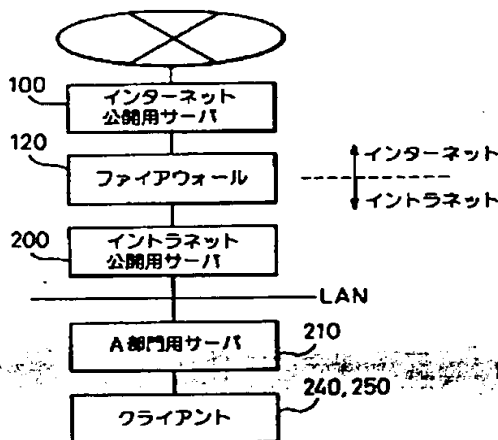 100
インターネット
公開用サーバ
120
ファイアウォール
インターネット
イントラネット
200
イントラネット
公開用サーバ
LAN
A部門用サーバ
210
クライアント
240,250